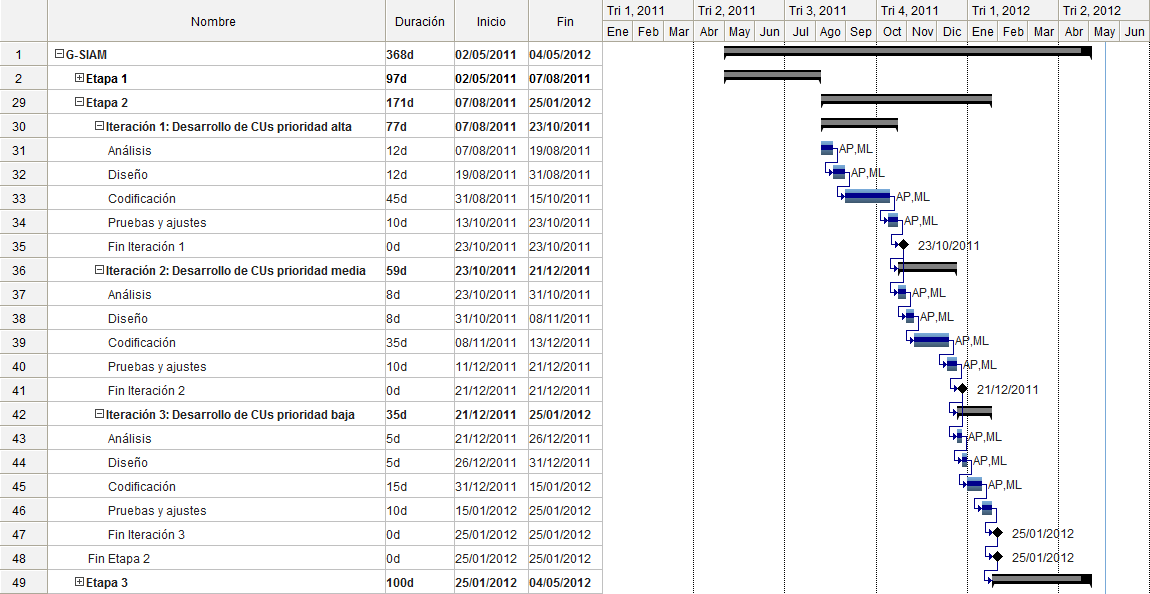 Nombre Duración Inicio Fin Tri 1, 2011 Tri 2, 2011 Tri 3, 2011 Tri 4, 2011 Tri 1, 2012 Tri 2, 2012
Ene Feb Mar Abr May Jun Jul Ago Sep Oct Nov Dic Ene Feb Mar Abr May Jun
1 G-SIAM 368d 02/05/2011 04/05/2012
2 Etapa 1 97d 02/05/2011 07/08/2011
29 Etapa 2 171d 07/08/2011 25/01/2012
30 Iteración 1: Desarrollo de CUs prioridad alta 77d 07/08/2011 23/10/2011
31 Análisis 12d 07/08/2011 19/08/2011 AP,ML
32 Diseño 12d 19/08/2011 31/08/2011 AP,ML
33 Codificación 45d 31/08/2011 15/10/2011 AP,ML
34 Pruebas y ajustes 10d 13/10/2011 23/10/2011 AP,ML
35 Fin Iteración 1 0d 23/10/2011 23/10/2011 23/10/2011
36 Iteración 2: Desarrollo de CUs prioridad media 59d 23/10/2011 21/12/2011
37 Análisis 8d 23/10/2011 31/10/2011 AP,ML
38 Diseño 8d 31/10/2011 08/11/2011 AP,ML
39 Codificación 35d 08/11/2011 13/12/2011 AP,ML
40 Pruebas y ajustes 10d 11/12/2011 21/12/2011 AP,ML
41 Fin Iteración 2 0d 21/12/2011 21/12/2011 21/12/2011
42 Iteración 3: Desarrollo de CUs prioridad baja 35d 21/12/2011 25/01/2012
43 Análisis 5d 21/12/2011 26/12/2011 AP,ML
44 Diseño 5d 26/12/2011 31/12/2011 AP,ML
45 Codificación 15d 31/12/2011 15/01/2012 AP,ML
46 Pruebas y ajustes 10d 15/01/2012 25/01/2012
47 Fin Iteración 3 0d 25/01/2012 25/01/2012 25/01/2012
48 Fin Etapa 2 0d 25/01/2012 25/01/2012 25/01/2012
49 Etapa 3 100d 25/01/2012 04/05/2012